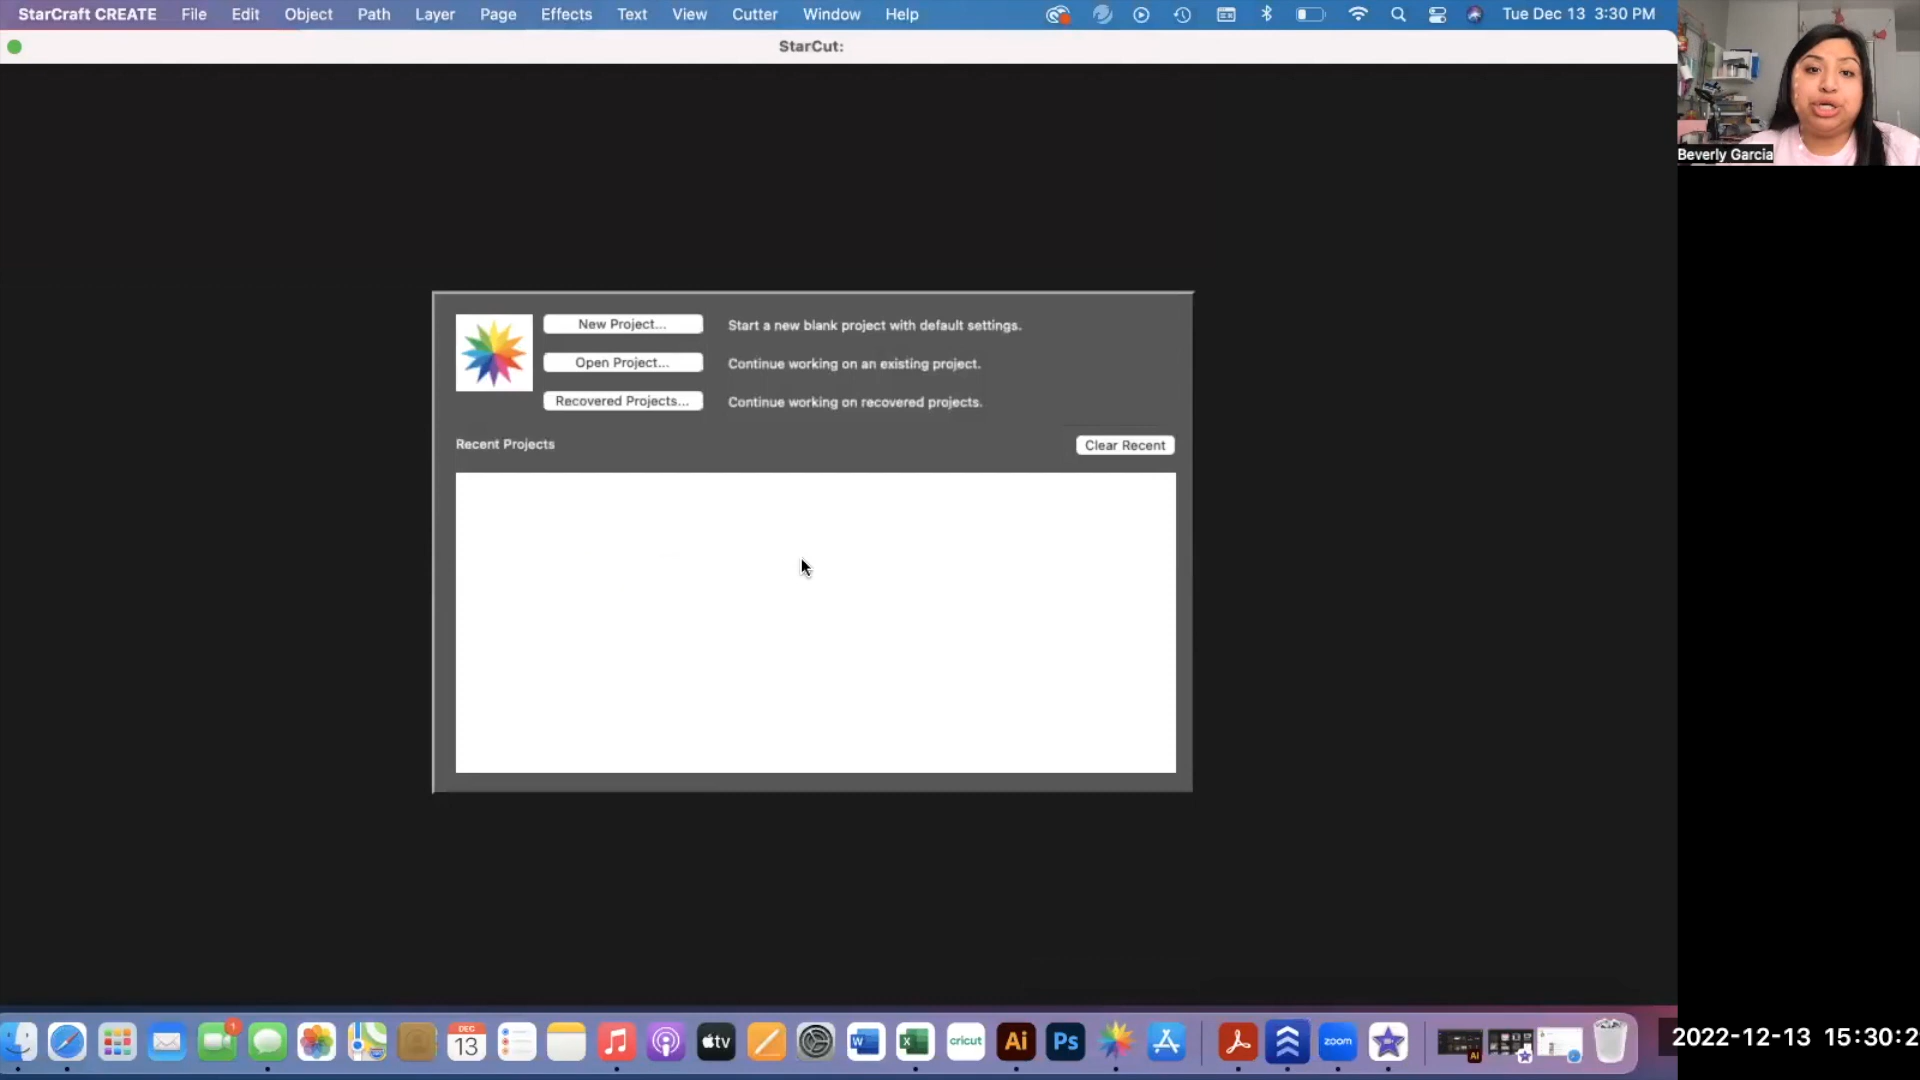 StarCraft CREATE File Edit Object Path Layer Page Effects Text View Cutter Window Help Tue Dec 13 3:30 PM
StarCut:
Beverly Garcia
New Project... Start a new blank project with default settings.
Open Project... Continue working on an existing project.
Recovered Projects... Continue working on recovered projects.
Recent Projects Clear Recent
1 DEC 13 tv W X cricut Ai Ps zoom Ai
2022-12-13 15:30:2